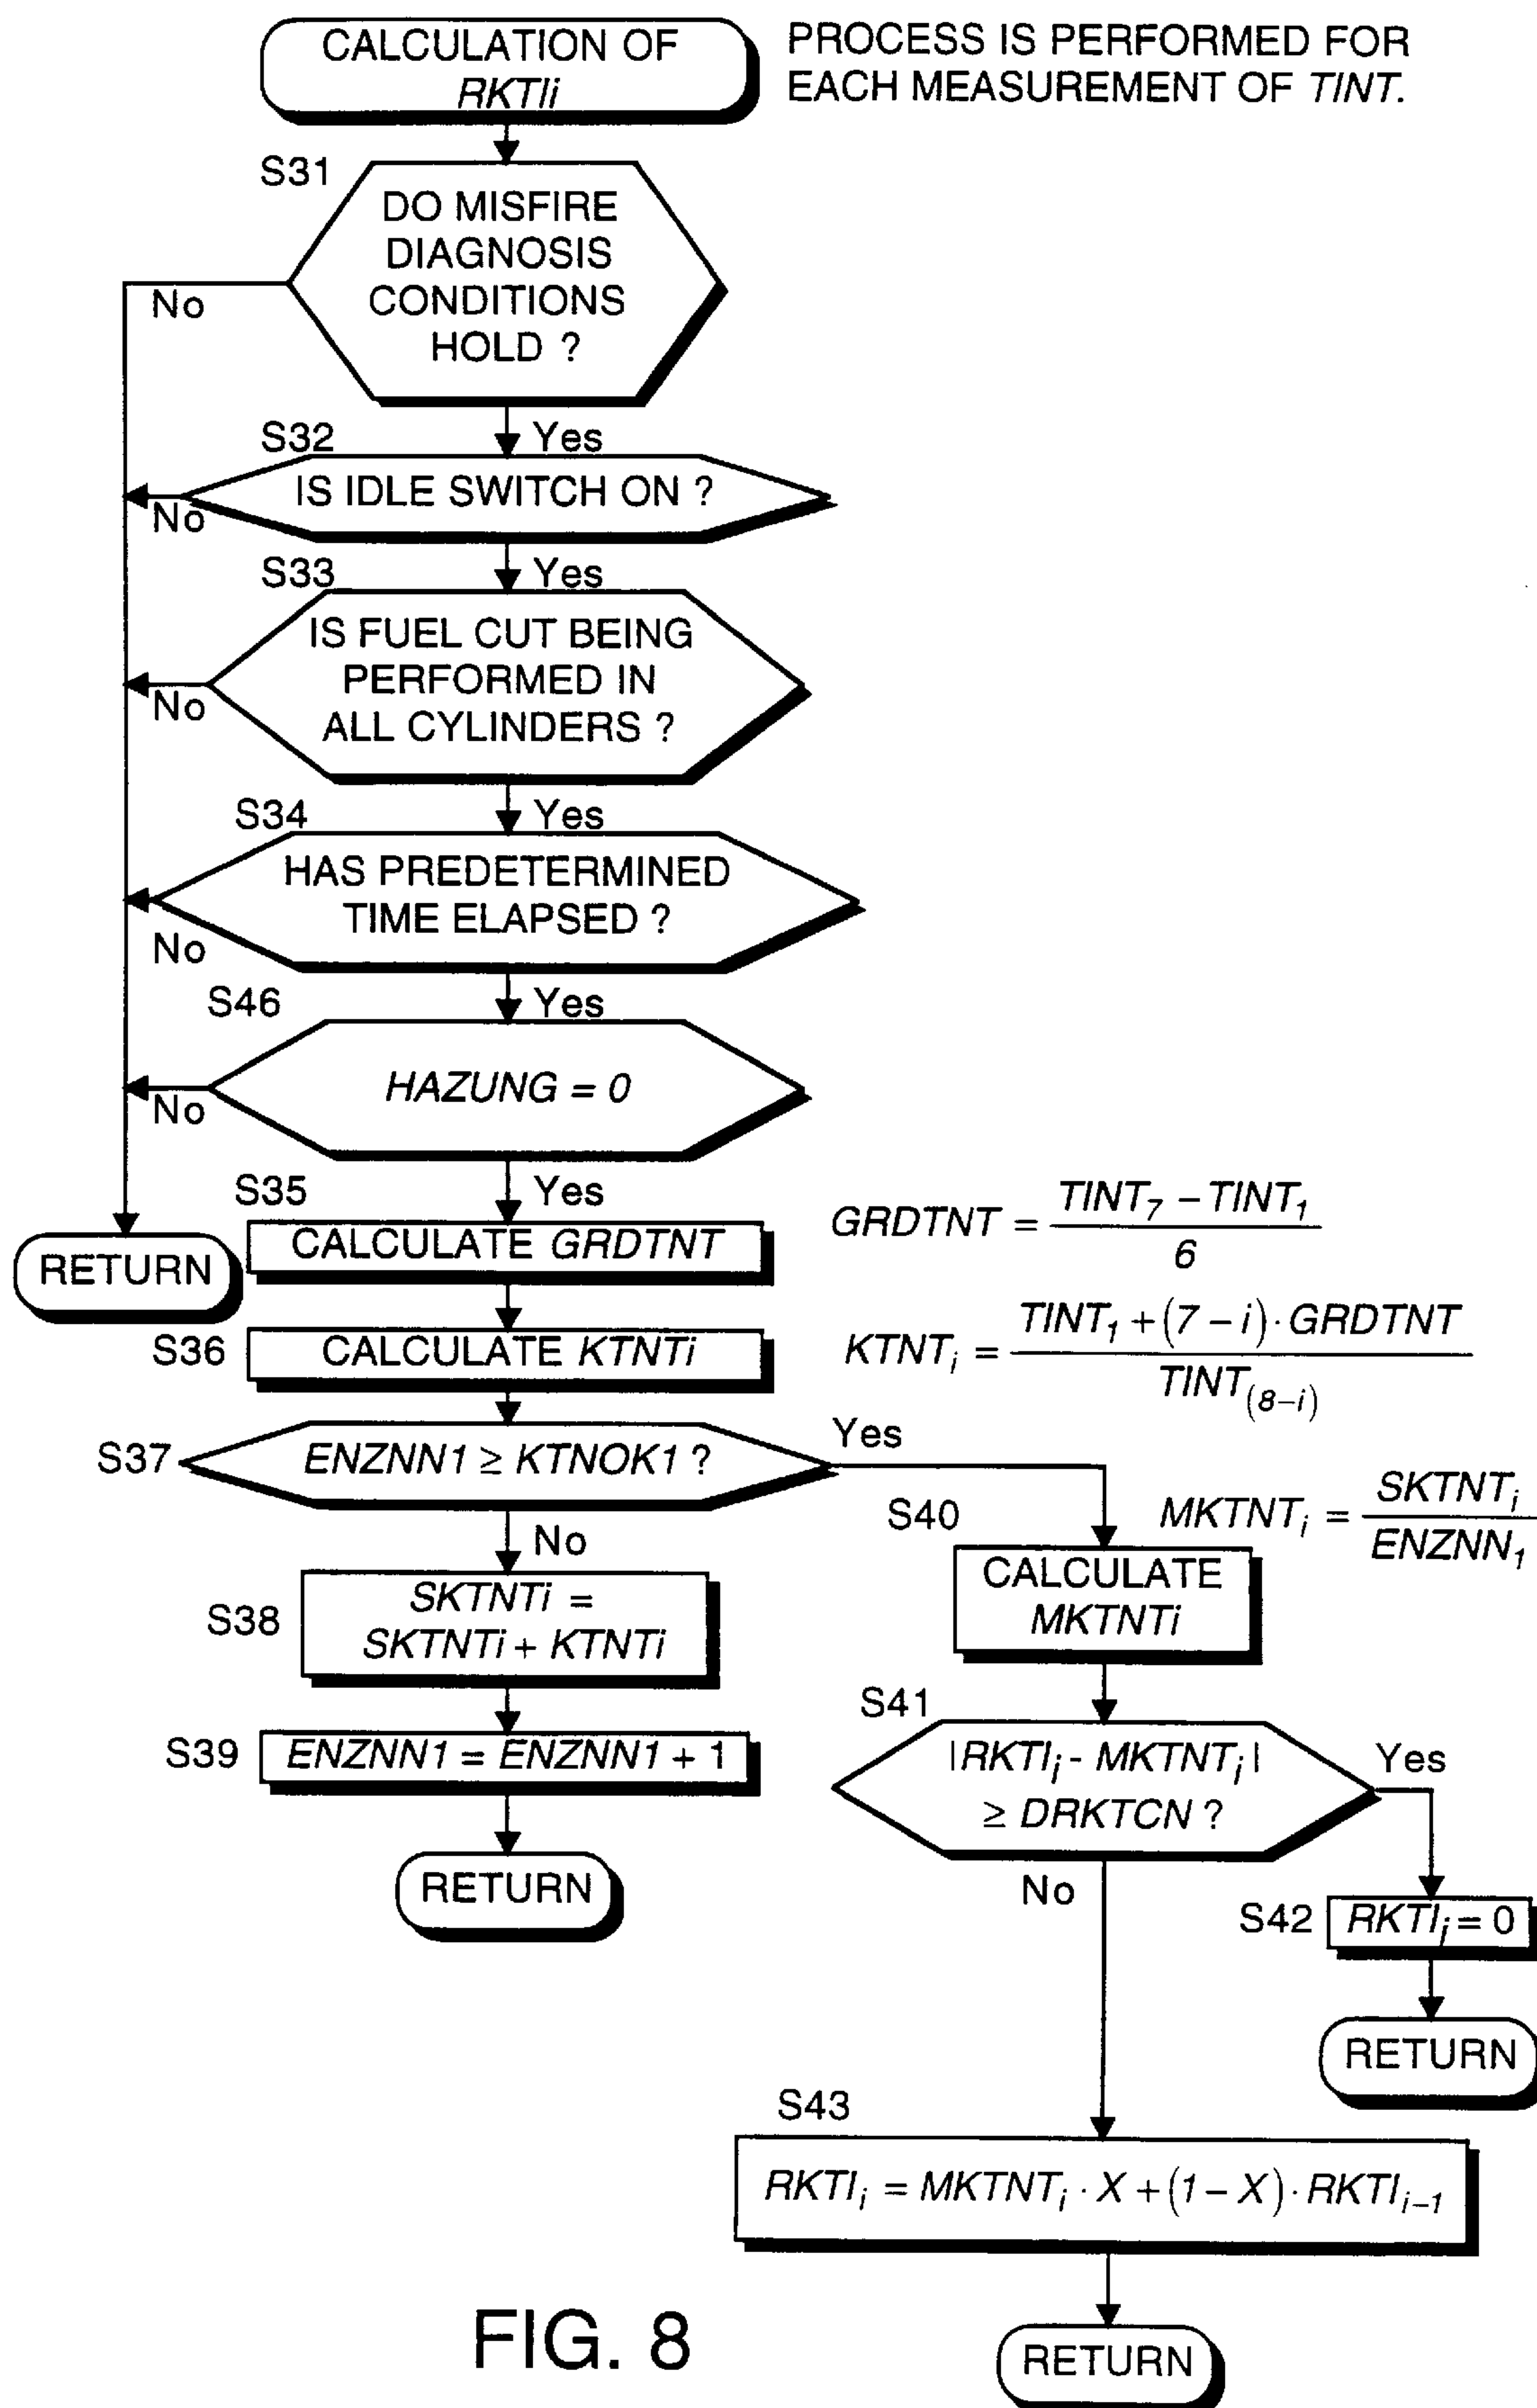 CALCULATION OF
RKTIi
PROCESS IS PERFORMED FOR
EACH MEASUREMENT OF TINT.
S31
DO MISFIRE
DIAGNOSIS
CONDITIONS
HOLD ?
No
Yes
S32
IS IDLE SWITCH ON ?
No
Yes
S33
IS FUEL CUT BEING
PERFORMED IN
ALL CYLINDERS ?
No
Yes
S34
HAS PREDETERMINED
TIME ELAPSED ?
No
Yes
S46
HAZUNG = 0
No
Yes
RETURN
S35
CALCULATE GRDTNT
GRDTNT = (TINT₇ – TINT₁) / 6
S36
CALCULATE KTNTi
KTNTᵢ = (TINT₁ + (7 – i) · GRDTNT) / TINT₍₈₋ᵢ₎
S37
ENZNN1 ≥ KTNOK1 ?
Yes
No
S38
SKTNTi =
SKTNTi + KTNTi
S39
ENZNN1 = ENZNN1 + 1
RETURN
S40
CALCULATE
MKTNTi
MKTNTᵢ = SKTNTᵢ / ENZNN₁
S41
|RKTIᵢ - MKTNTᵢ|
≥ DRKTCN ?
Yes
No
S42
RKTIᵢ = 0
RETURN
S43
RKTIᵢ = MKTNTᵢ · X + (1 – X) · RKTIᵢ₋₁
RETURN
FIG. 8